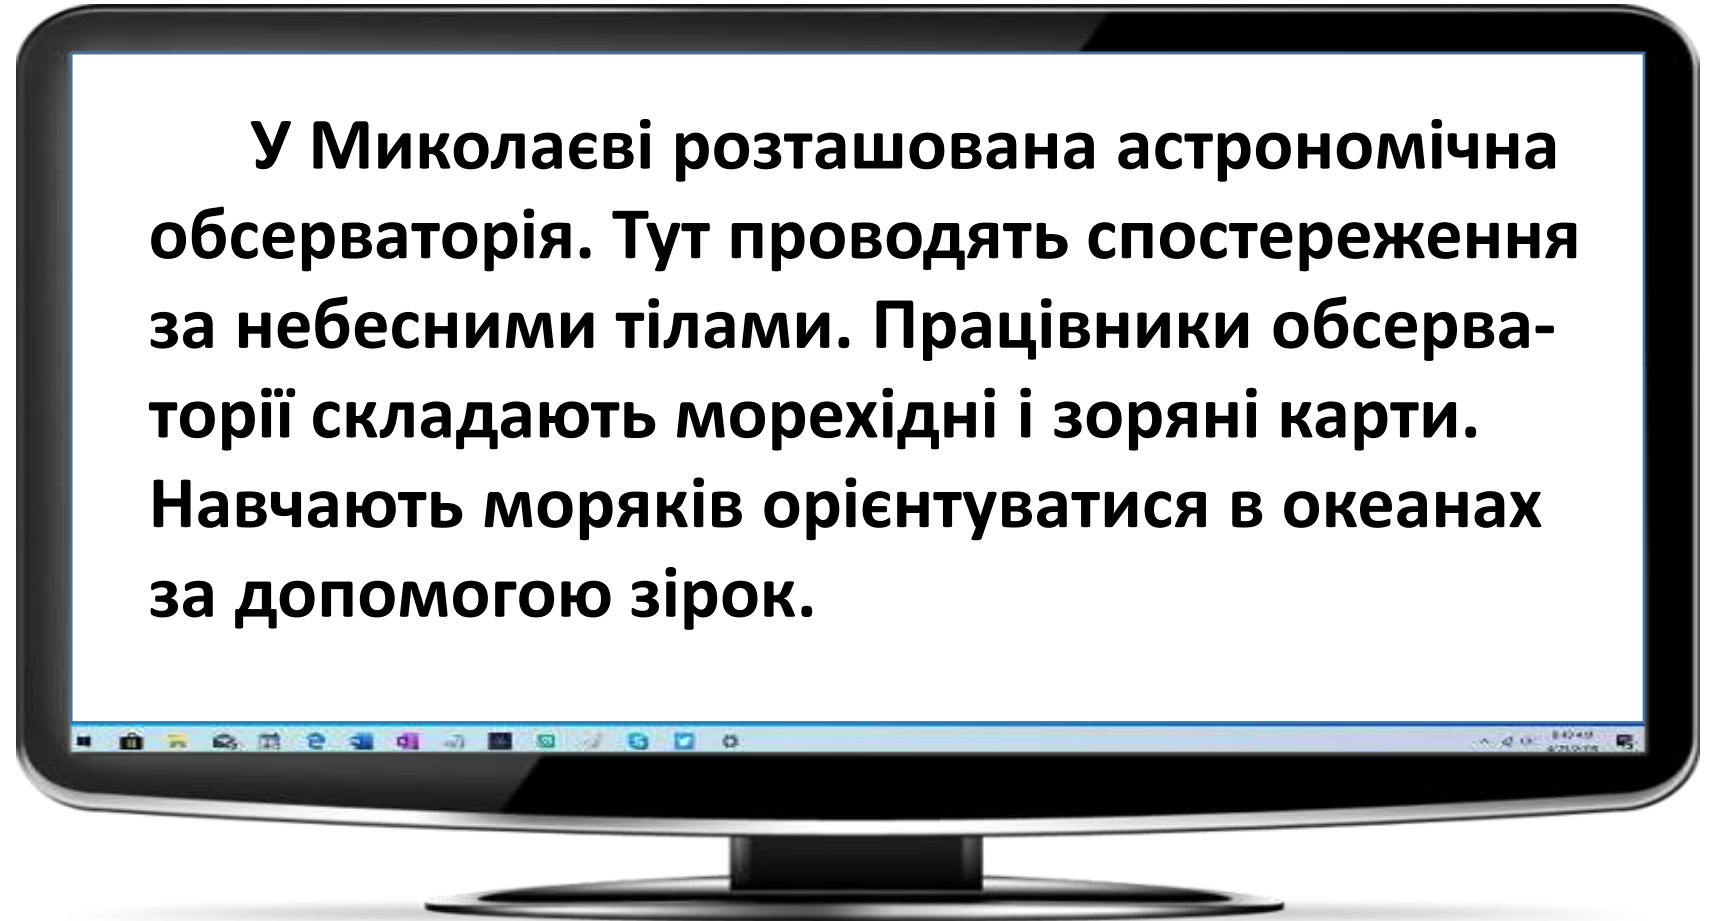 У Миколаєві розташована астрономічна
обсерваторія. Тут проводять спостереження
за небесними тілами. Працівники обсерва-
торії складають морехідні і зоряні карти.
Навчають моряків орієнтуватися в океанах
за допомогою зірок.